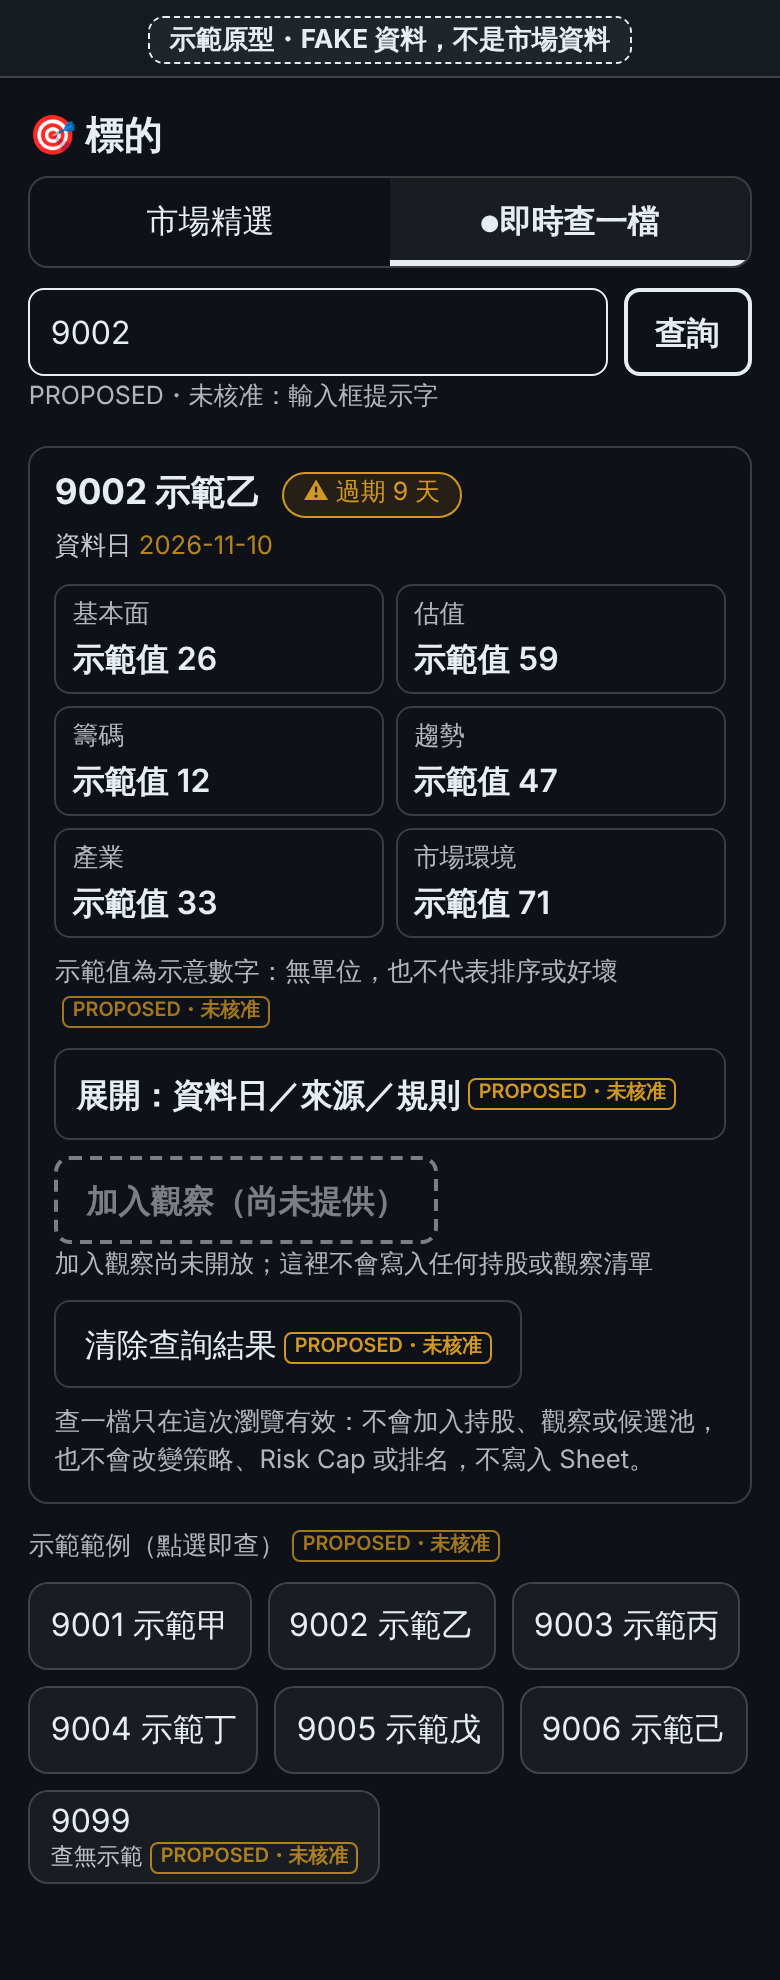 示範原型・FAKE 資料，不是市場資料
🎯 標的
市場精選
●即時查一檔
9002
查詢
PROPOSED・未核准：輸入框提示字
9002 示範乙
⚠ 過期 9 天
資料日 2026-11-10
基本面
示範值 26
估值
示範值 59
籌碼
示範值 12
趨勢
示範值 47
產業
示範值 33
市場環境
示範值 71
示範值為示意數字：無單位，也不代表排序或好壞
PROPOSED・未核准
展開：資料日／來源／規則 PROPOSED・未核准
加入觀察（尚未提供）
加入觀察尚未開放；這裡不會寫入任何持股或觀察清單
清除查詢結果 PROPOSED・未核准
查一檔只在這次瀏覽有效：不會加入持股、觀察或候選池，
也不會改變策略、Risk Cap 或排名，不寫入 Sheet。
示範範例（點選即查） PROPOSED・未核准
9001 示範甲
9002 示範乙
9003 示範丙
9004 示範丁
9005 示範戊
9006 示範己
9099
查無示範 PROPOSED・未核准